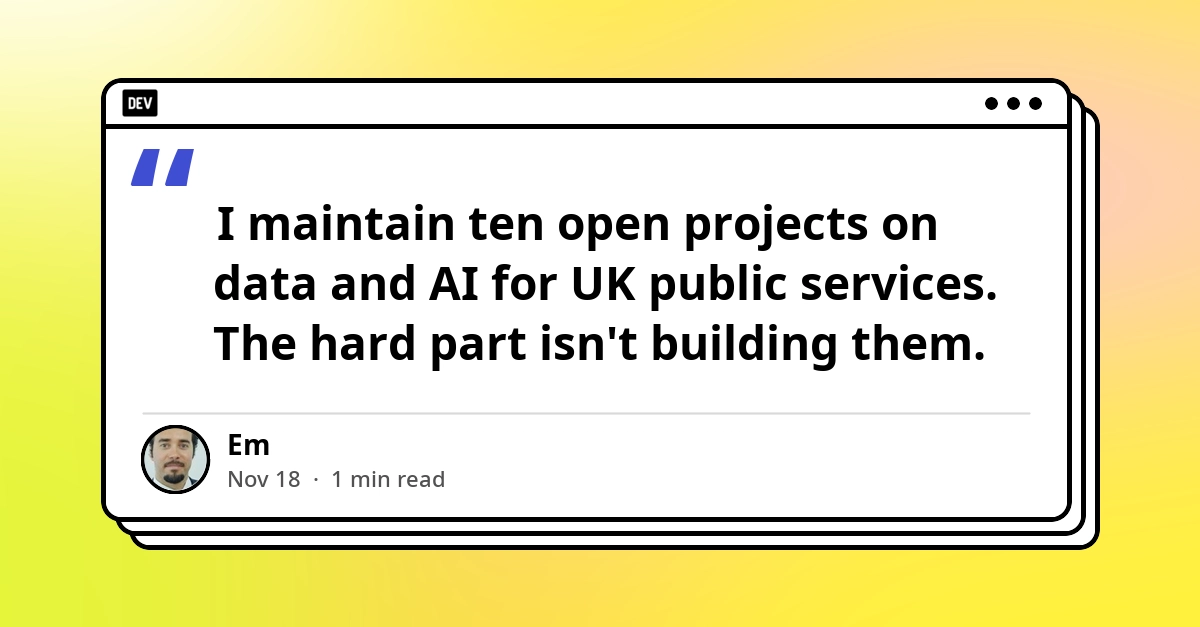 DEV
“
I maintain ten open projects on
data and AI for UK public services.
The hard part isn't building them.
Em
Nov 18 · 1 min read